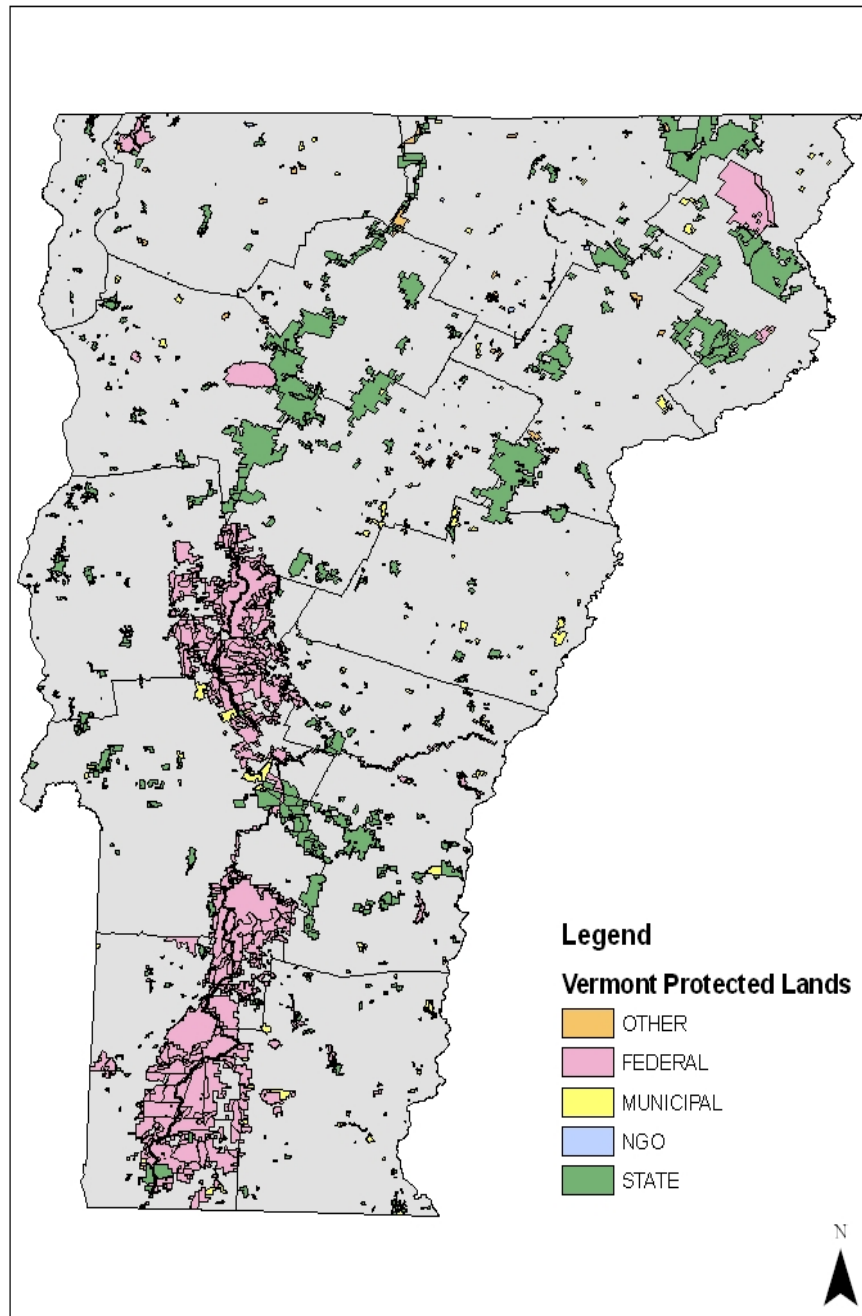 Legend
Vermont Protected Lands
OTHER
FEDERAL
MUNICIPAL
NGO
STATE
N